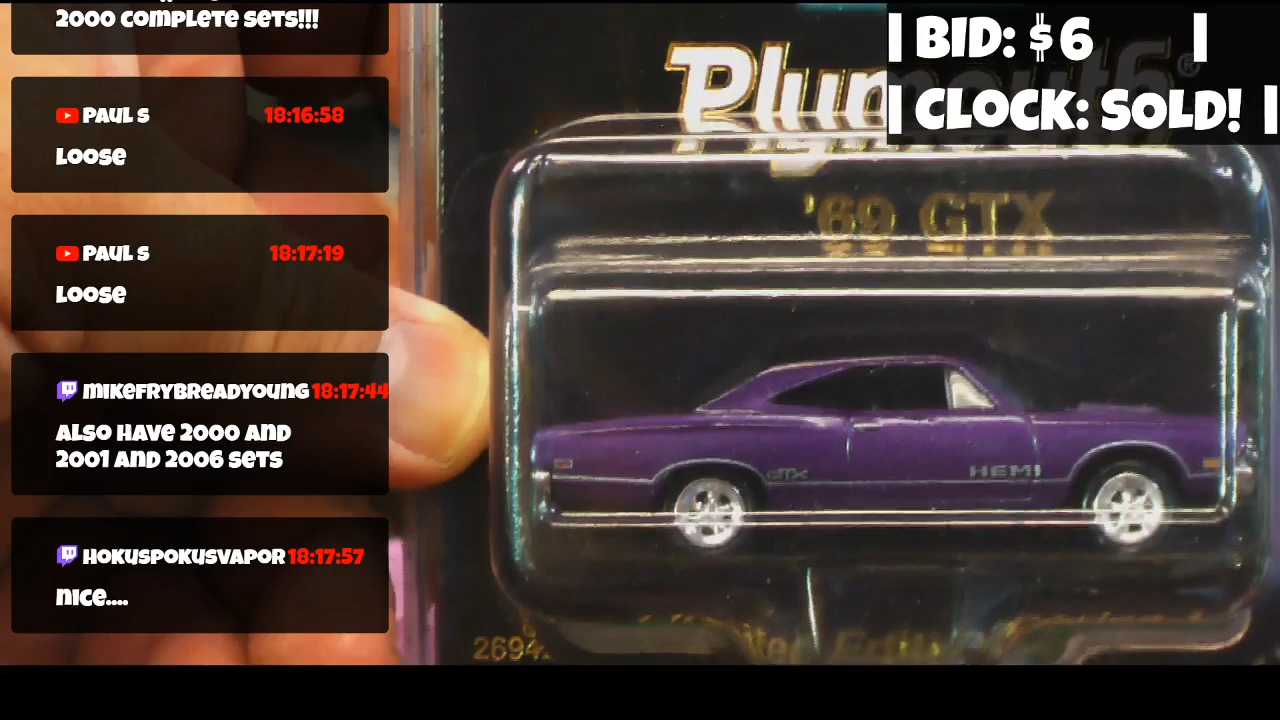 2000 COMPLETE SETS!!!
PAUL S 18:16:58
LOOSE
PAUL S 18:17:19
LOOSE
MIKEFRYBREADYOUNG 18:17:44
ALSO HAVE 2000 AND
2001 AND 2006 SETS
HOKUSPOKUSVAPOR 18:17:57
NICE....
| BID: $6 |
| CLOCK: SOLD! |
'69 GTX
GTX
HEMI